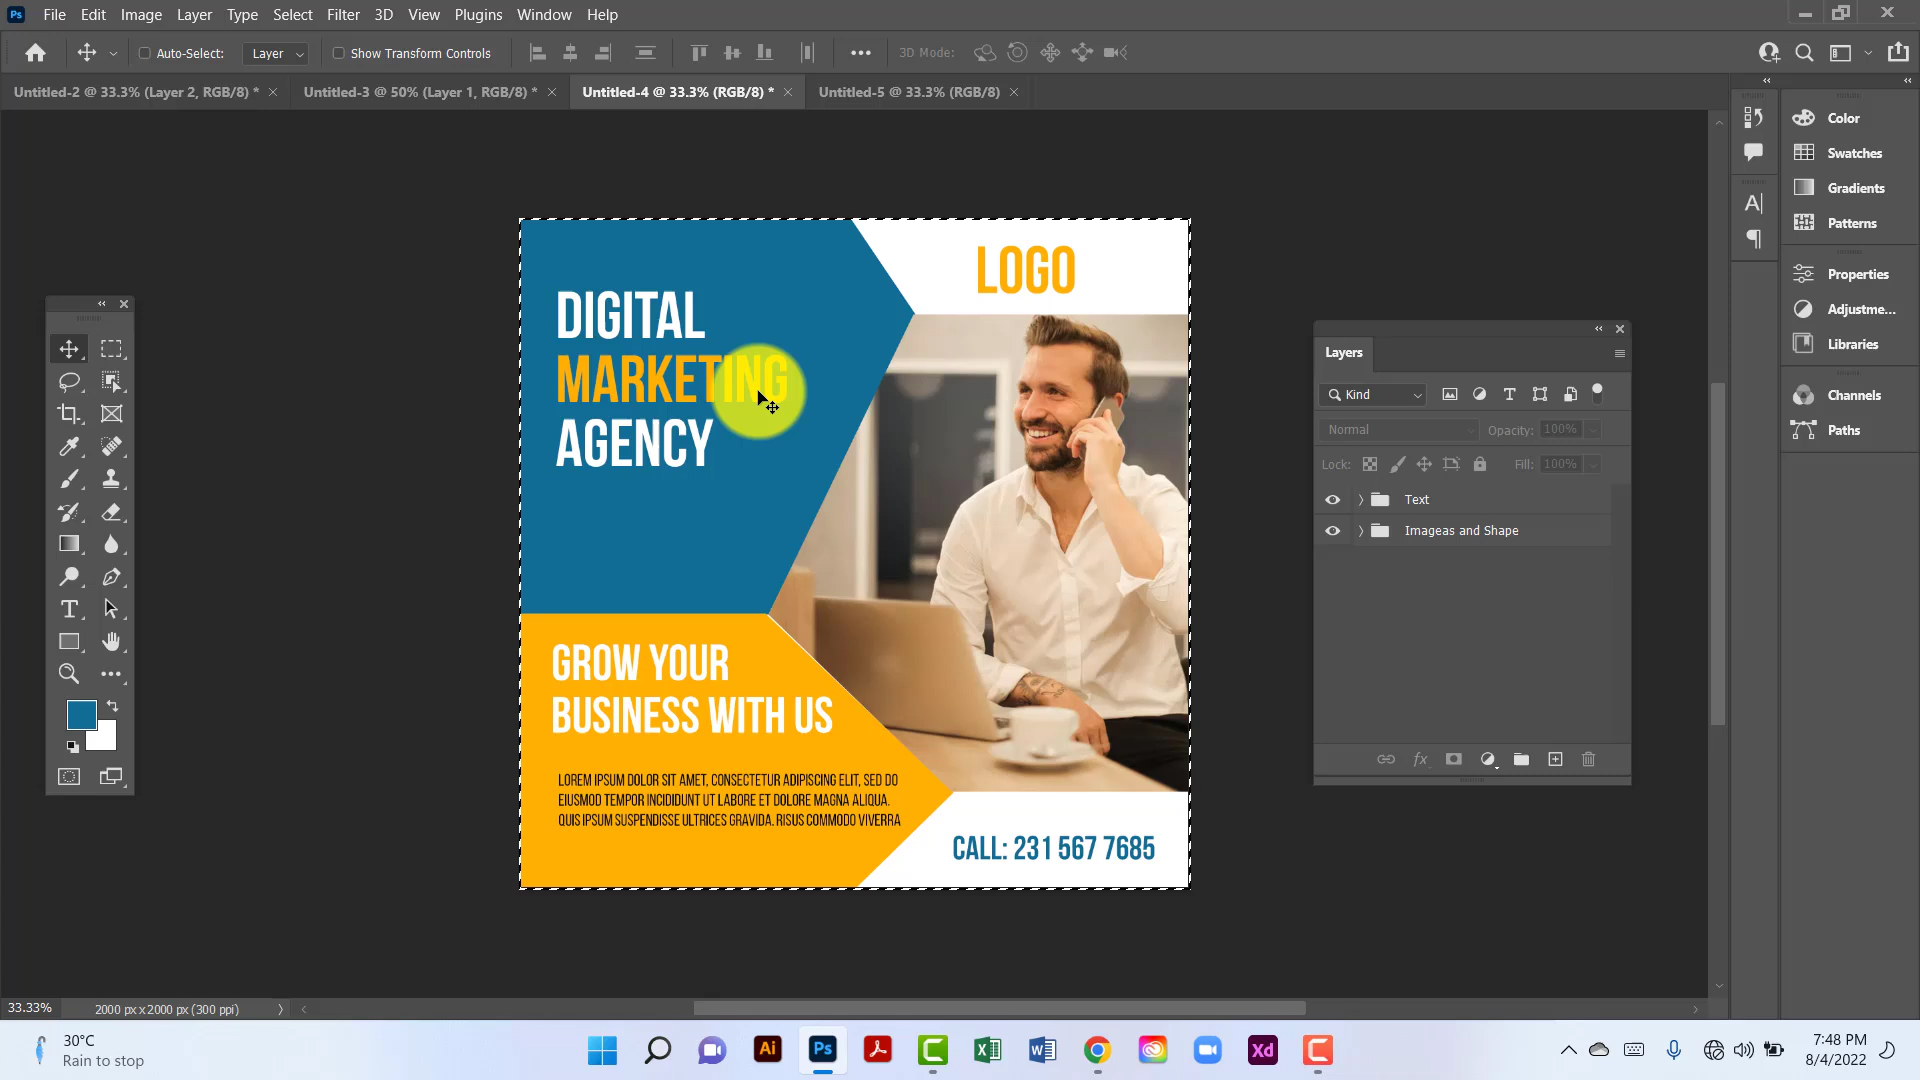 Ps File Edit Image Layer Type Select Filter 3D View Plugins Window Help
Auto-Select: Layer Show Transform Controls 3D Mode:
Untitled-2 @ 33.3% (Layer 2, RGB/8) * Untitled-3 @ 50% (Layer 1, RGB/8) * Untitled-4 @ 33.3% (RGB/8) * Untitled-5 @ 33.3% (RGB/8)
Color
Swatches
Gradients
Patterns
Properties
Adjustme...
Libraries
Channels
Paths
LOGO
DIGITAL
MARKETING
AGENCY
GROW YOUR
BUSINESS WITH US
LOREM IPSUM DOLOR SIT AMET, CONSECTETUR ADIPISCING ELIT, SED DO
EIUSMOD TEMPOR INCIDIDUNT UT LABORE ET DOLORE MAGNA ALIQUA.
QUIS IPSUM SUSPENDISSE ULTRICES GRAVIDA. RISUS COMMODO VIVERRA
CALL: 231 567 7685
Layers
Kind
Normal Opacity: 100%
Lock: Fill: 100%
Text
Imageas and Shape
fx
33.33% 2000 px x 2000 px (300 ppi)
30°C
Rain to stop
Ai Ps Xd
7:48 PM
8/4/2022